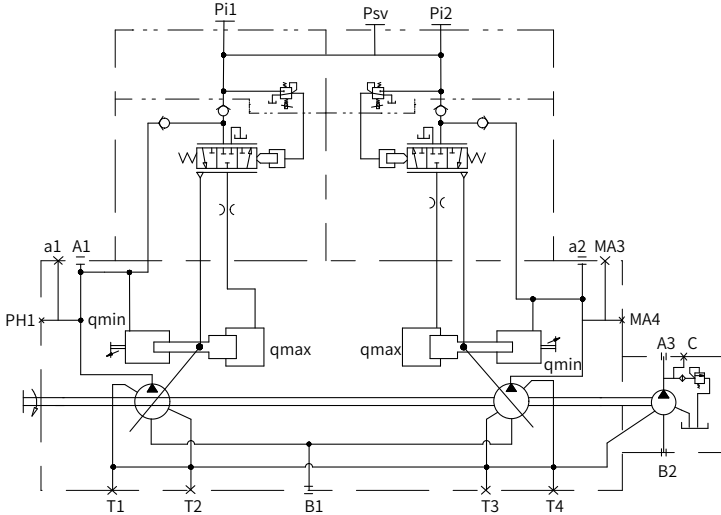 Pi1
Psv
Pi2
a1
A1
a2
MA3
PH1
qmin
qmax
qmax
qmin
MA4
A3
C
B2
T1
T2
B1
T3
T4